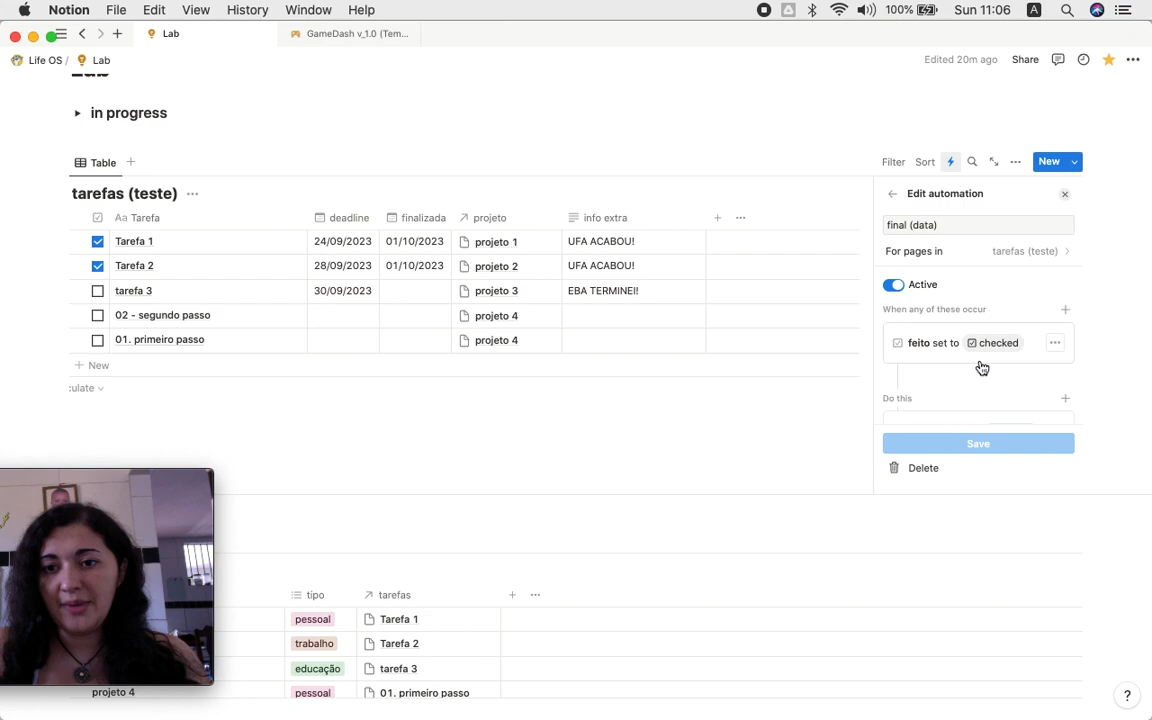 Notion File Edit View History Window Help 100% Sun 11:06 A
Lab GameDash v_1.0 (Tem...
Life OS / Lab Edited 20m ago Share
in progress
Table Filter Sort New
tarefas (teste)
Aa Tarefa deadline finalizada projeto info extra
Tarefa 1 24/09/2023 01/10/2023 projeto 1 UFA ACABOU!
Tarefa 2 28/09/2023 01/10/2023 projeto 2 UFA ACABOU!
tarefa 3 30/09/2023 projeto 3 EBA TERMINEI!
02 - segundo passo projeto 4
01. primeiro passo projeto 4
New
culate
Edit automation
final (data)
For pages in tarefas (teste)
Active
When any of these occur
feito set to checked
Do this
Save
Delete
tipo tarefas
pessoal Tarefa 1
trabalho Tarefa 2
educação tarefa 3
projeto 4 pessoal 01. primeiro passo
?